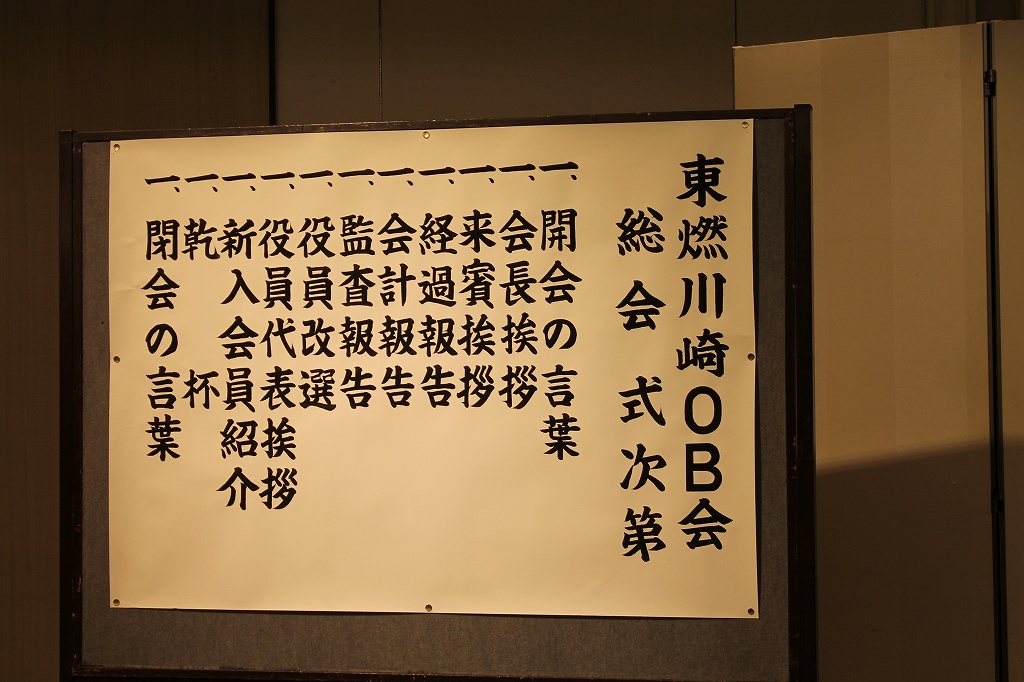 東燃川崎OB会
総会式次第
一、開会の言葉
一、会長挨拶
一、来賓挨拶
一、経過報告
一、会計報告
一、監査報告
一、役員改選
一、役員代表挨拶
一、新入会員紹介
一、乾杯
一、閉会の言葉